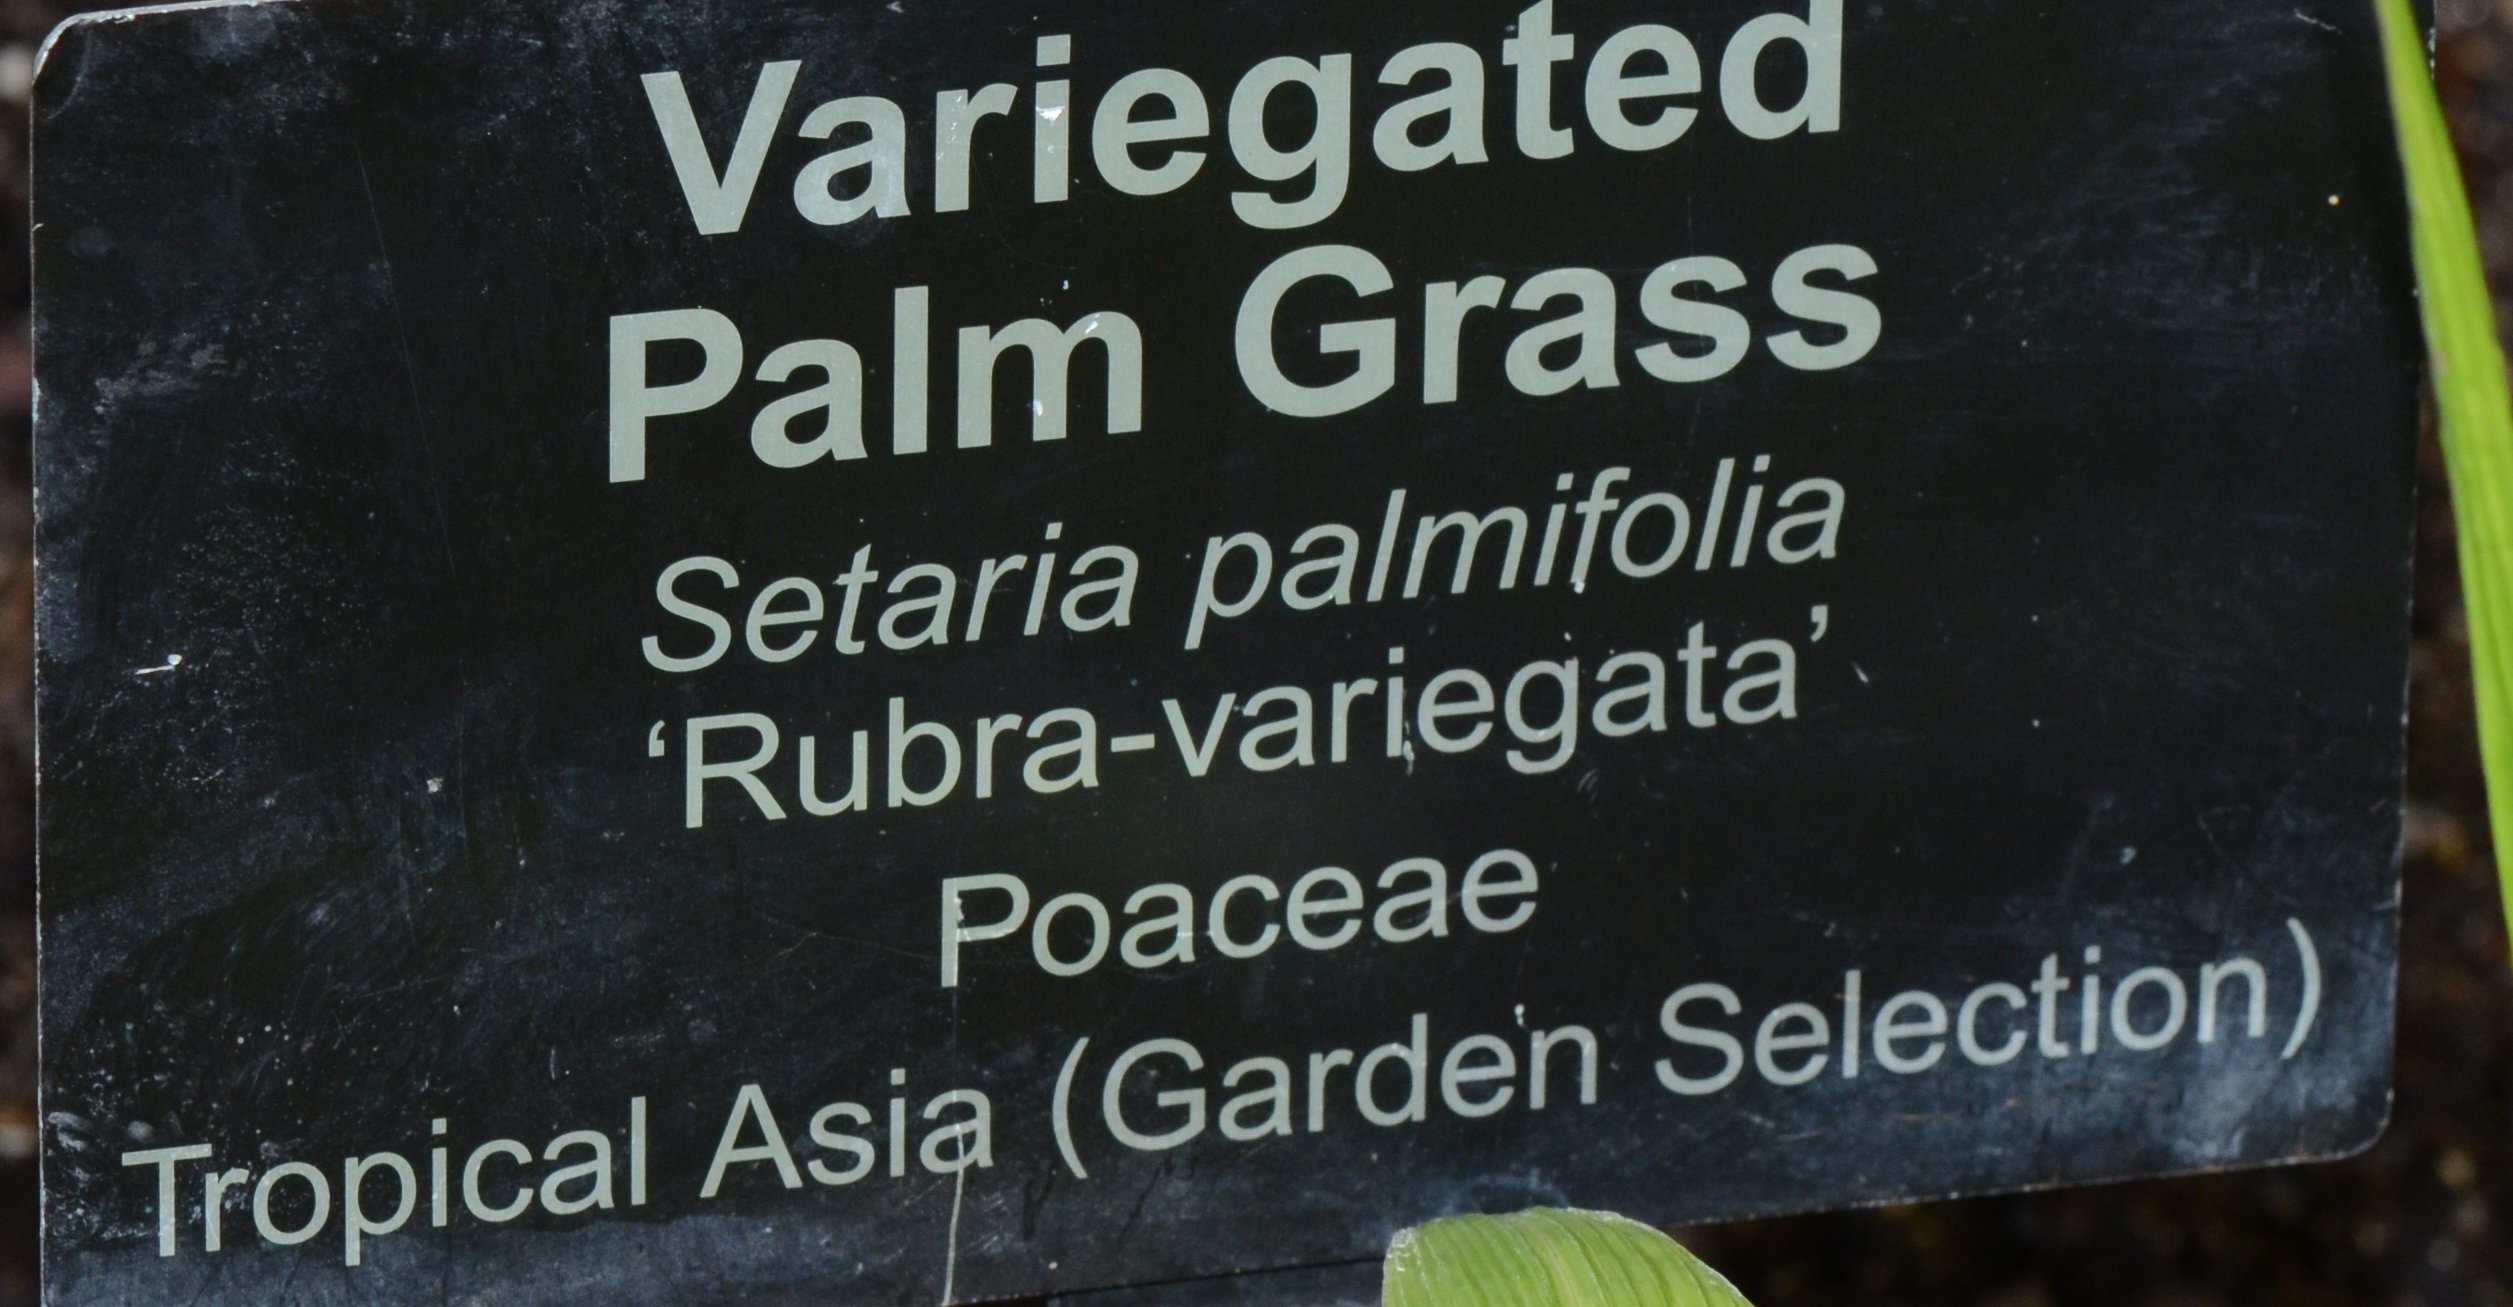 Variegated
Palm Grass
Setaria palmifolia
‘Rubra-variegata’
Poaceae
Tropical Asia (Garden Selection)